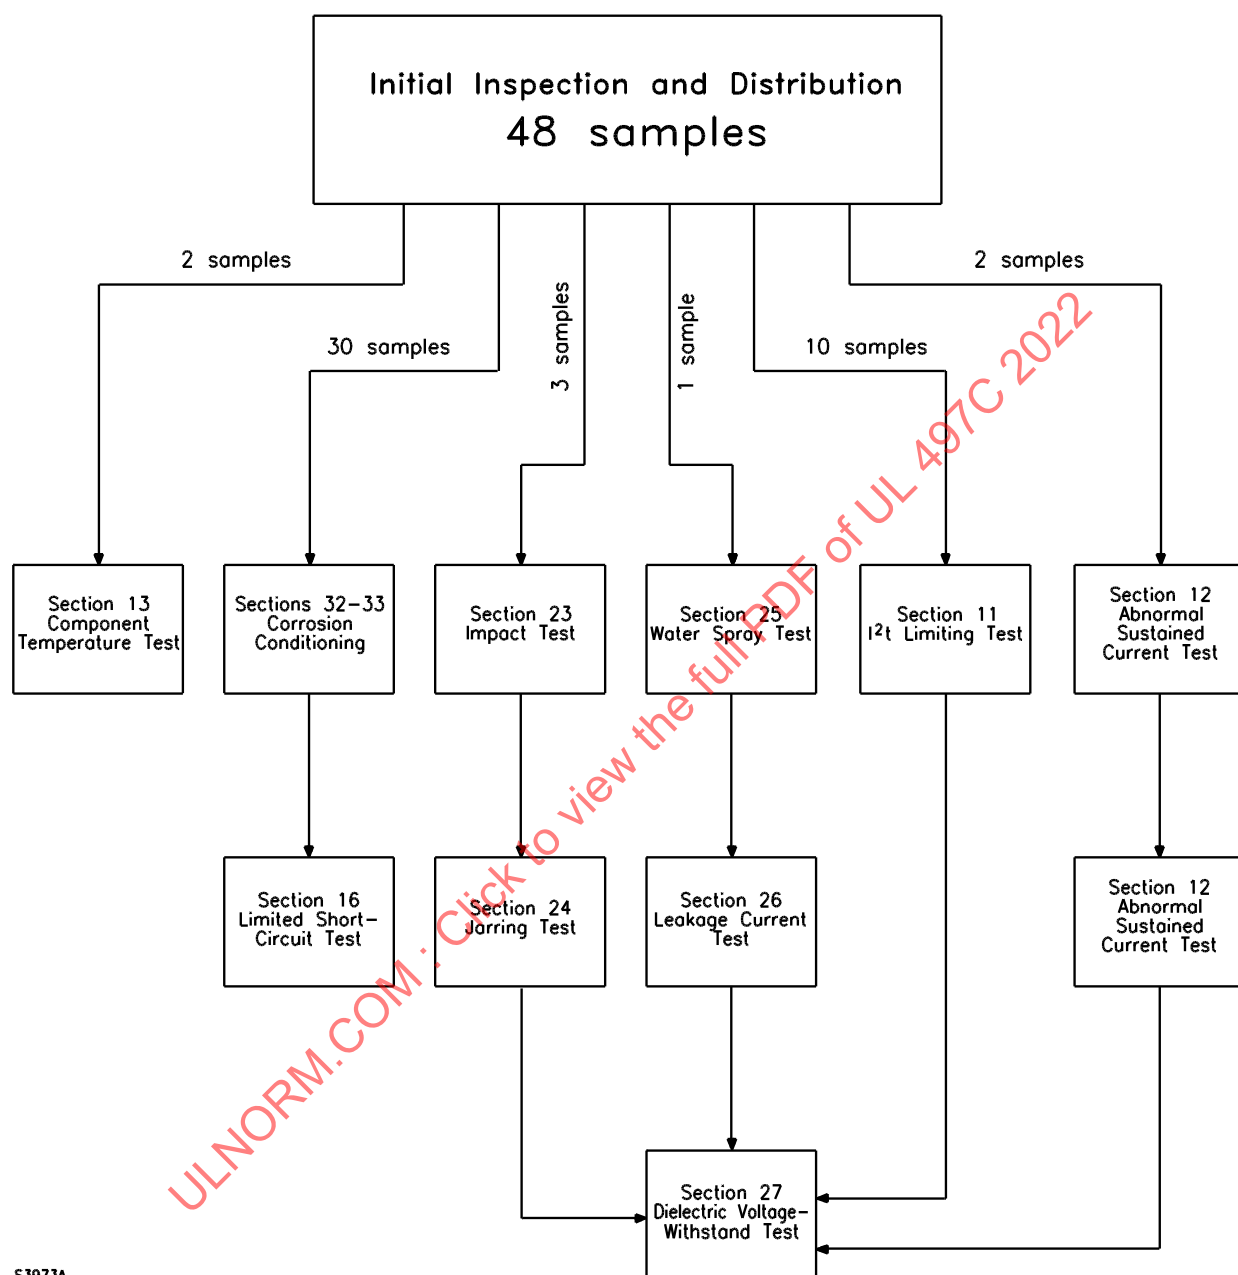 Initial Inspection and Distribution
48 samples
2 samples
2 samples
3 samples
1 sample
30 samples
10 samples
Section 13
Component
Temperature Test
Sections 32-33
Corrosion
Conditioning
Section 23
Impact Test
Section 25
Water Spray Test
Section 11
I²t Limiting Test
Section 12
Abnormal
Sustained
Current Test
Section 16
Limited Short-
Circuit Test
Section 24
Jarring Test
Section 26
Leakage Current
Test
Section 12
Abnormal
Sustained
Current Test
Section 27
Dielectric Voltage-
Withstand Test
S3973A
ULNORM.COM : Click to view the full PDF of UL 497C 2022